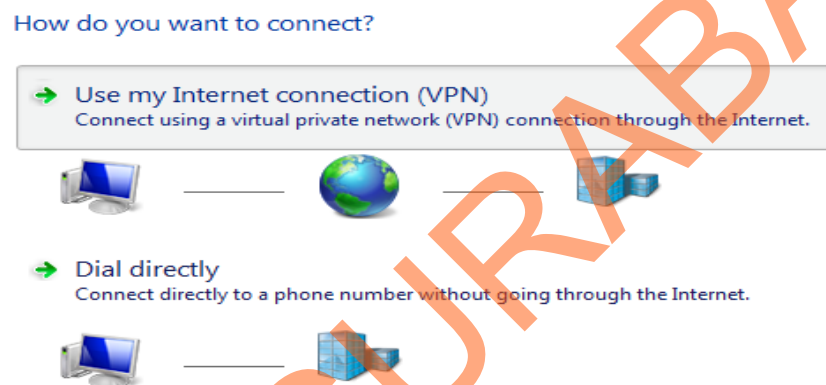 How do you want to connect?
Use my Internet connection (VPN)
Connect using a virtual private network (VPN) connection through the Internet.
Dial directly
Connect directly to a phone number without going through the Internet.
URABA